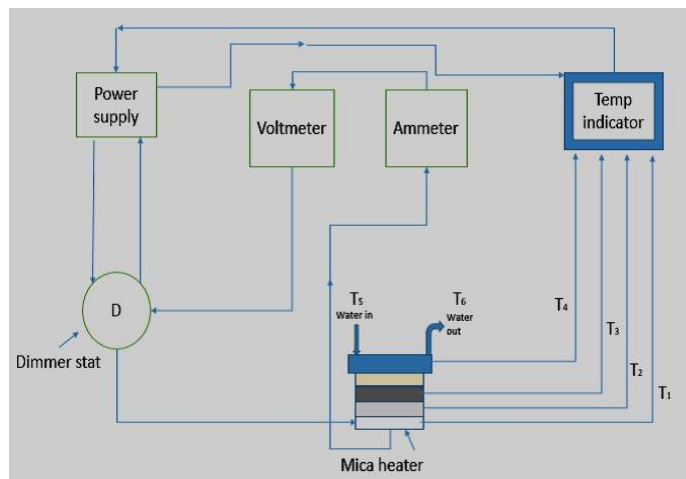 Power
supply
Voltmeter
Ammeter
Temp
indicator
D
Dimmer stat
T5
Water in
T6
Water
out
T4
T3
T2
T1
Mica heater